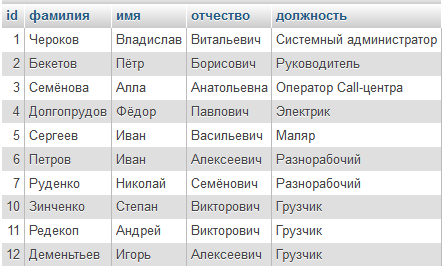 id фамилия имя отчество должность
1 Чероков Владислав Витальевич Системный администратор
2 Бекетов Пётр Борисович Руководитель
3 Семёнова Алла Анатольевна Оператор Call-центра
4 Долгопрудов Фёдор Павлович Электрик
5 Сергеев Иван Васильевич Маляр
6 Петров Иван Алексеевич Разнорабочий
7 Руденко Николай Семёнович Разнорабочий
10 Зинченко Степан Викторович Грузчик
11 Редекоп Андрей Викторович Грузчик
12 Деменьтьев Игорь Алексеевич Грузчик